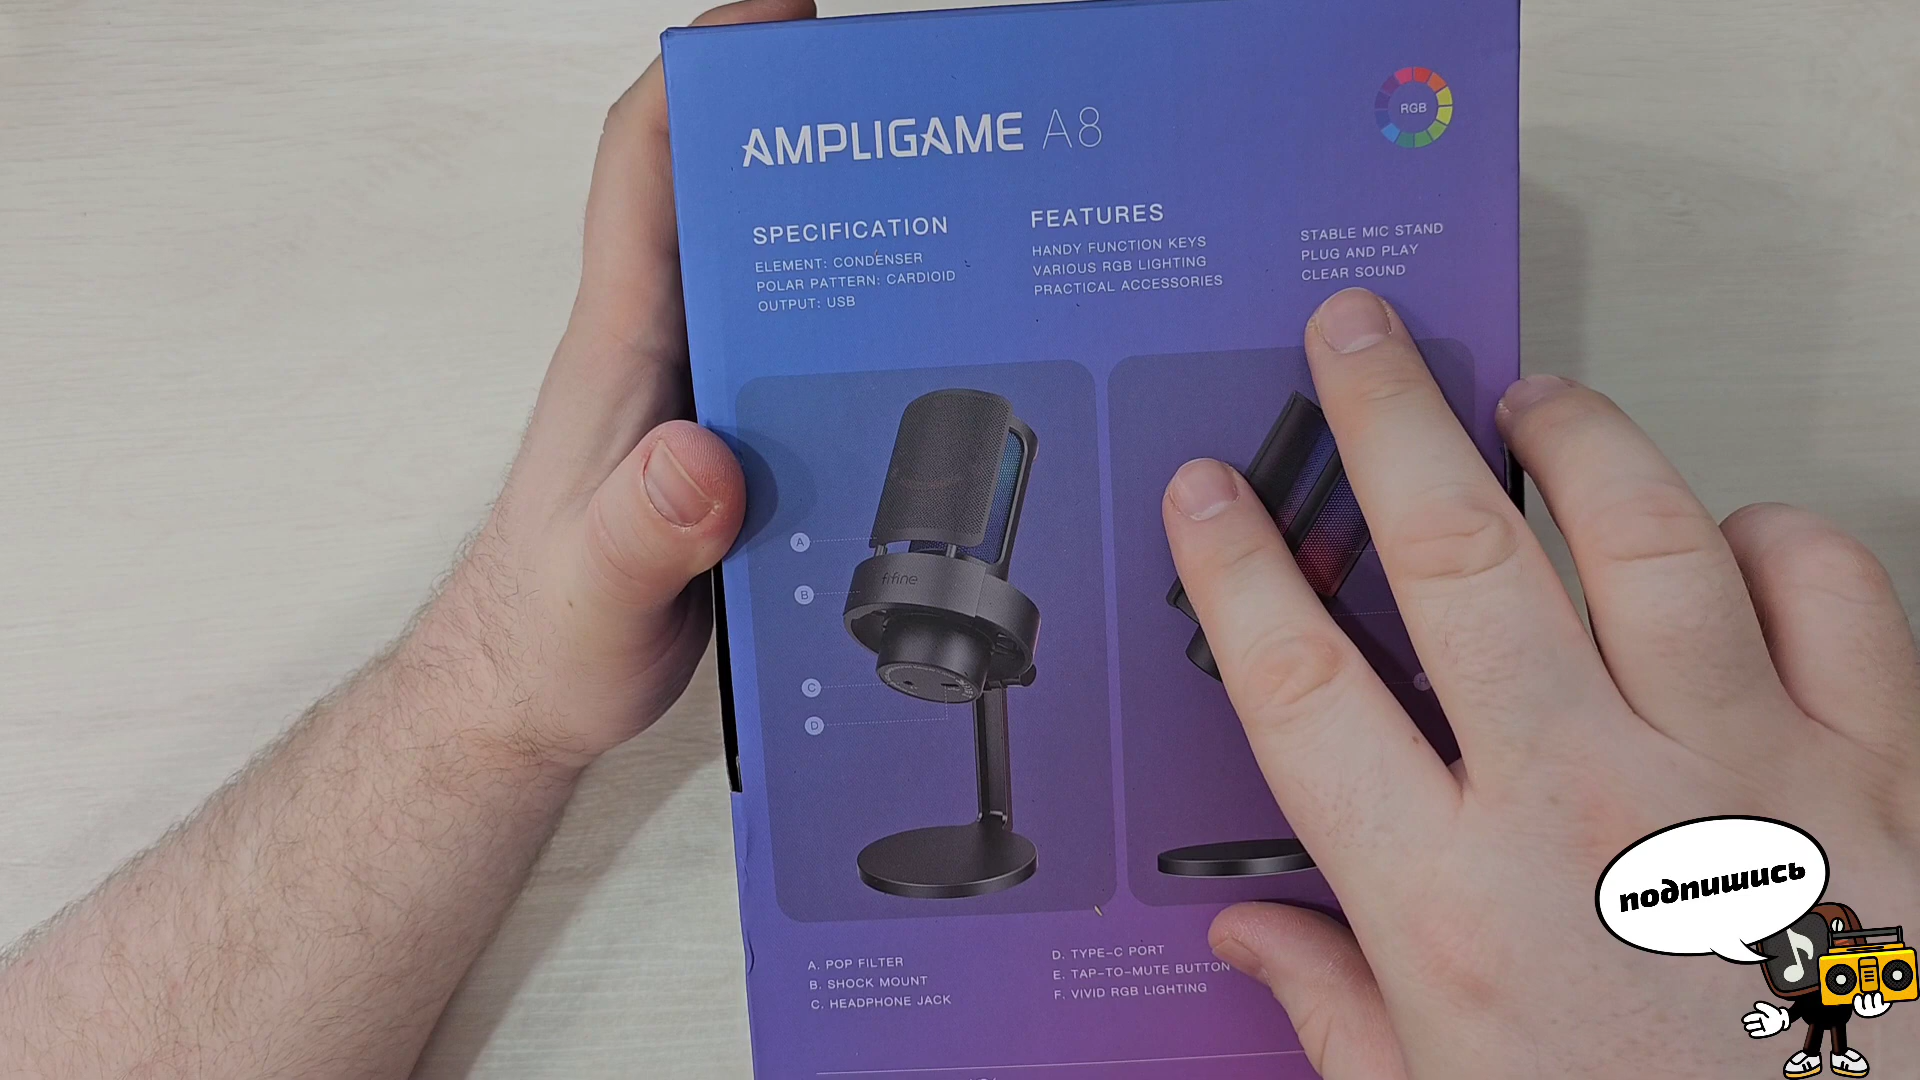 AMPLIGAME A8
RGB
SPECIFICATION
ELEMENT: CONDENSER
POLAR PATTERN: CARDIOID
OUTPUT: USB
FEATURES
HANDY FUNCTION KEYS
VARIOUS RGB LIGHTING
PRACTICAL ACCESSORIES
STABLE MIC STAND
PLUG AND PLAY
CLEAR SOUND
fifine
A
B
C
D
A. POP FILTER
B. SHOCK MOUNT
C. HEADPHONE JACK
D. TYPE-C PORT
E. TAP-TO-MUTE BUTTON
F. VIVID RGB LIGHTING
подпишись